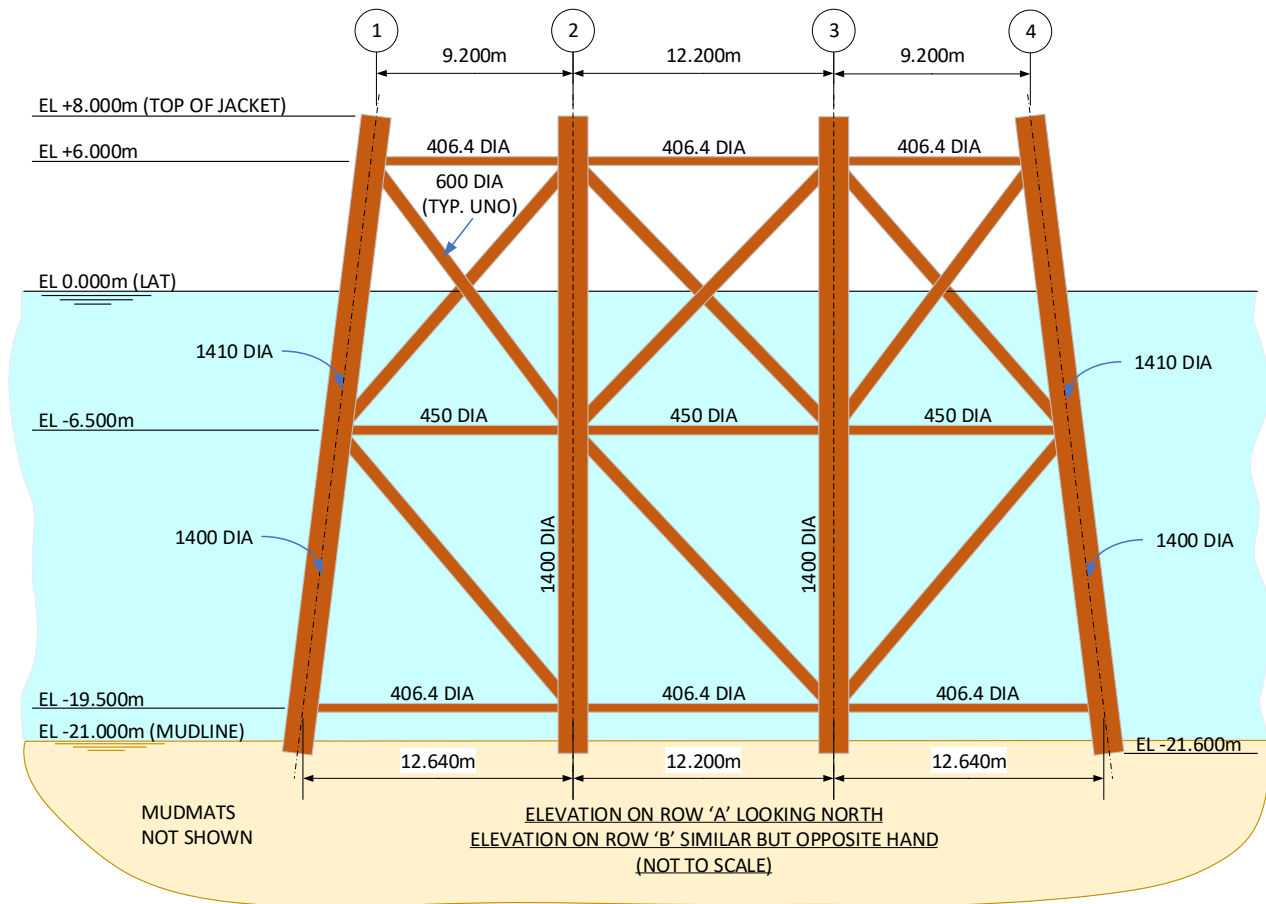 1
2
3
4
9.200m
12.200m
9.200m
EL +8.000m (TOP OF JACKET)
EL +6.000m
406.4 DIA
406.4 DIA
406.4 DIA
600 DIA
(TYP. UNO)
EL 0.000m (LAT)
1410 DIA
1410 DIA
EL -6.500m
450 DIA
450 DIA
450 DIA
1400 DIA
1400 DIA
1400 DIA
1400 DIA
EL -19.500m
406.4 DIA
406.4 DIA
406.4 DIA
EL -21.000m (MUDLINE)
EL -21.600m
12.640m
12.200m
12.640m
MUDMATS
NOT SHOWN
ELEVATION ON ROW ‘A’ LOOKING NORTH
ELEVATION ON ROW ‘B’ SIMILAR BUT OPPOSITE HAND
(NOT TO SCALE)